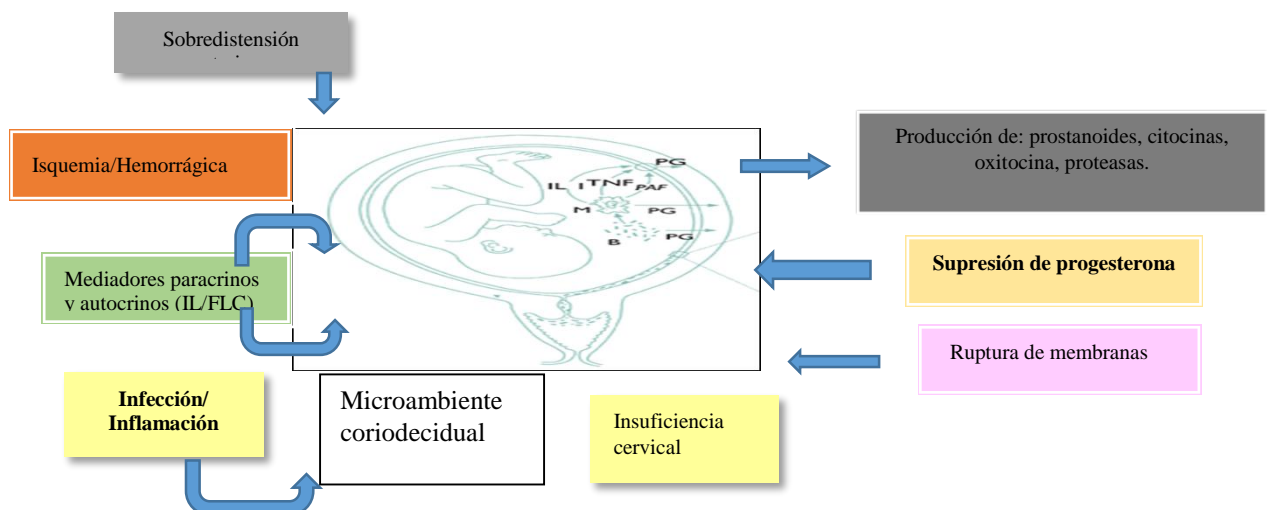 Sobredistensión
Isquemia/Hemorrágica
Producción de: prostanoides, citocinas,
oxitocina, proteasas.
PG
IL
TNF
PAF
M
PG
B
PG
Mediadores paracrinos
y autocrinos (IL/FLC)
Supresión de progesterona
Ruptura de membranas
Infección/
Inflamación
Microambiente
coriodecidual
Insuficiencia
cervical